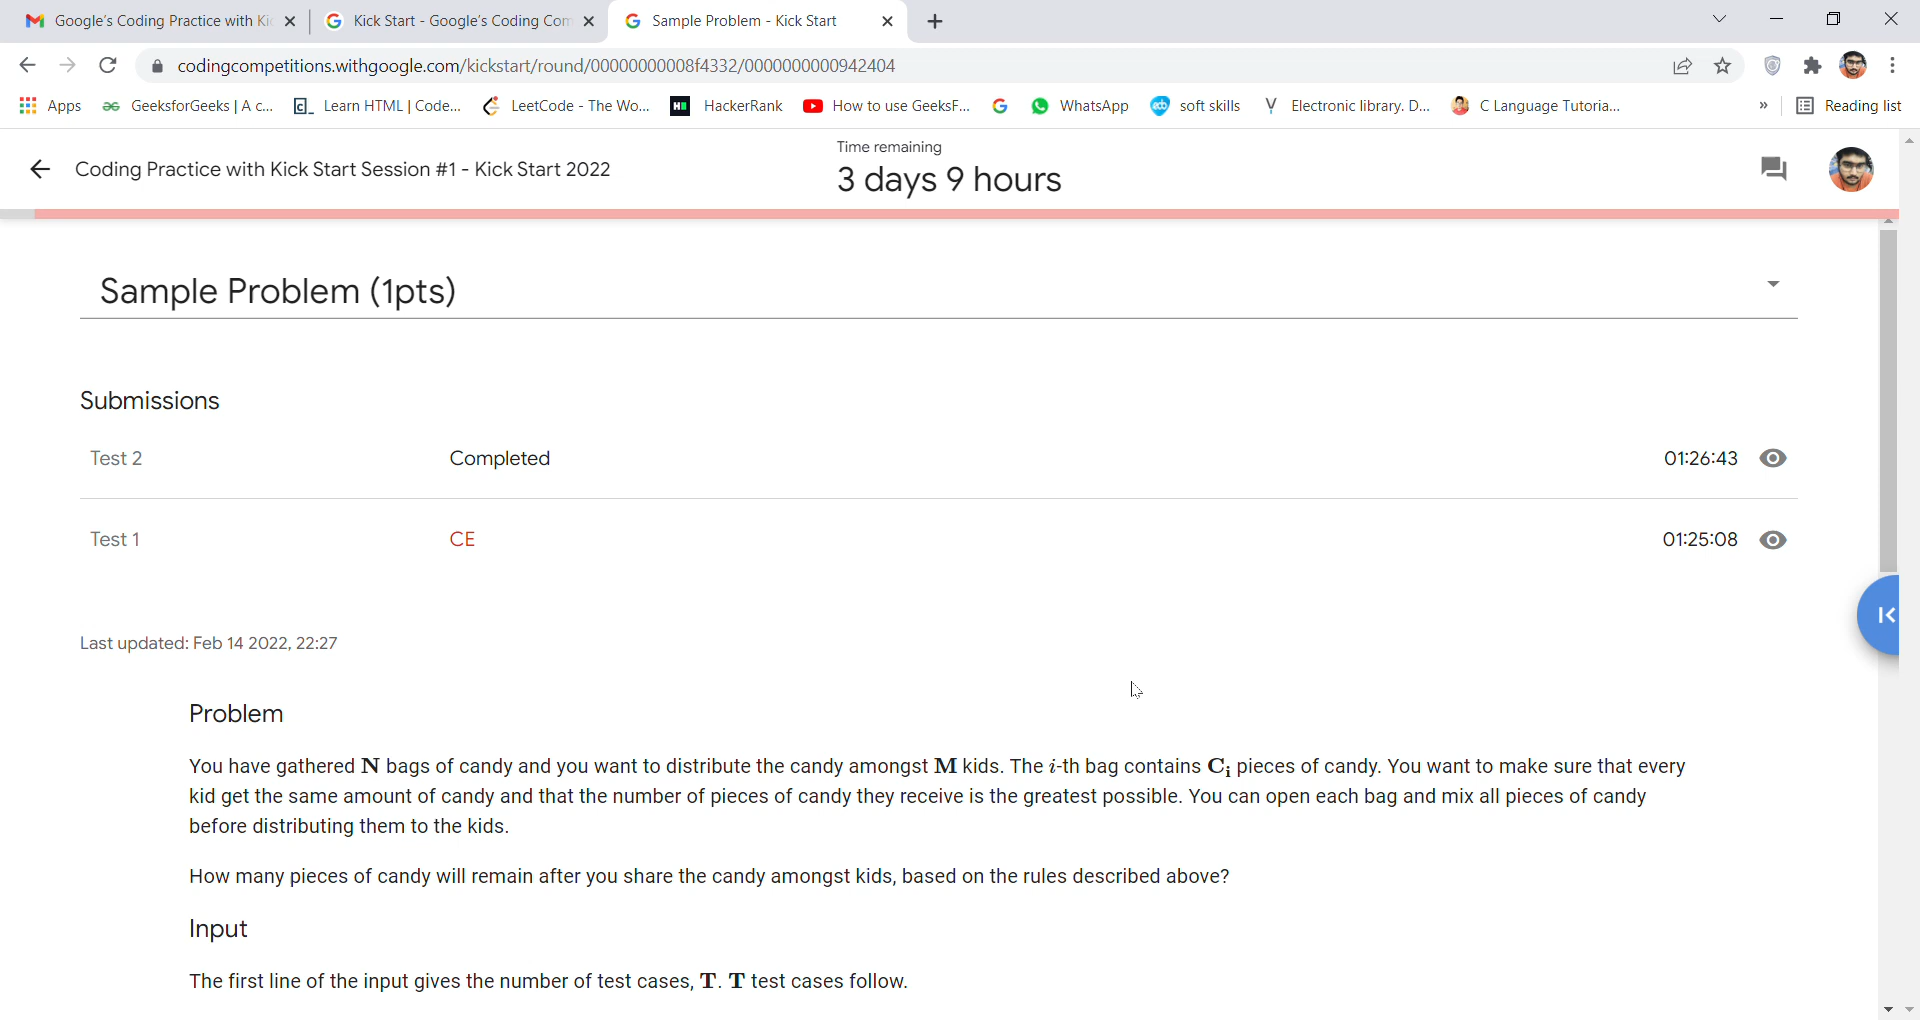 Google's Coding Practice with Ki
Kick Start - Google's Coding Com
Sample Problem - Kick Start
codingcompetitions.withgoogle.com/kickstart/round/00000000008f4332/0000000000942404
Apps
GeeksforGeeks | A c...
Learn HTML | Code...
LeetCode - The Wo...
HackerRank
How to use GeeksF...
WhatsApp
soft skills
Electronic library. D...
C Language Tutoria...
»
Reading list
Coding Practice with Kick Start Session #1 - Kick Start 2022
Time remaining
3 days 9 hours
Sample Problem (1pts)
Submissions
Test 2 Completed 01:26:43
Test 1 CE 01:25:08
Last updated: Feb 14 2022, 22:27
Problem
You have gathered N bags of candy and you want to distribute the candy amongst M kids. The i-th bag contains Ci pieces of candy. You want to make sure that every
kid get the same amount of candy and that the number of pieces of candy they receive is the greatest possible. You can open each bag and mix all pieces of candy
before distributing them to the kids.
How many pieces of candy will remain after you share the candy amongst kids, based on the rules described above?
Input
The first line of the input gives the number of test cases, T. T test cases follow.